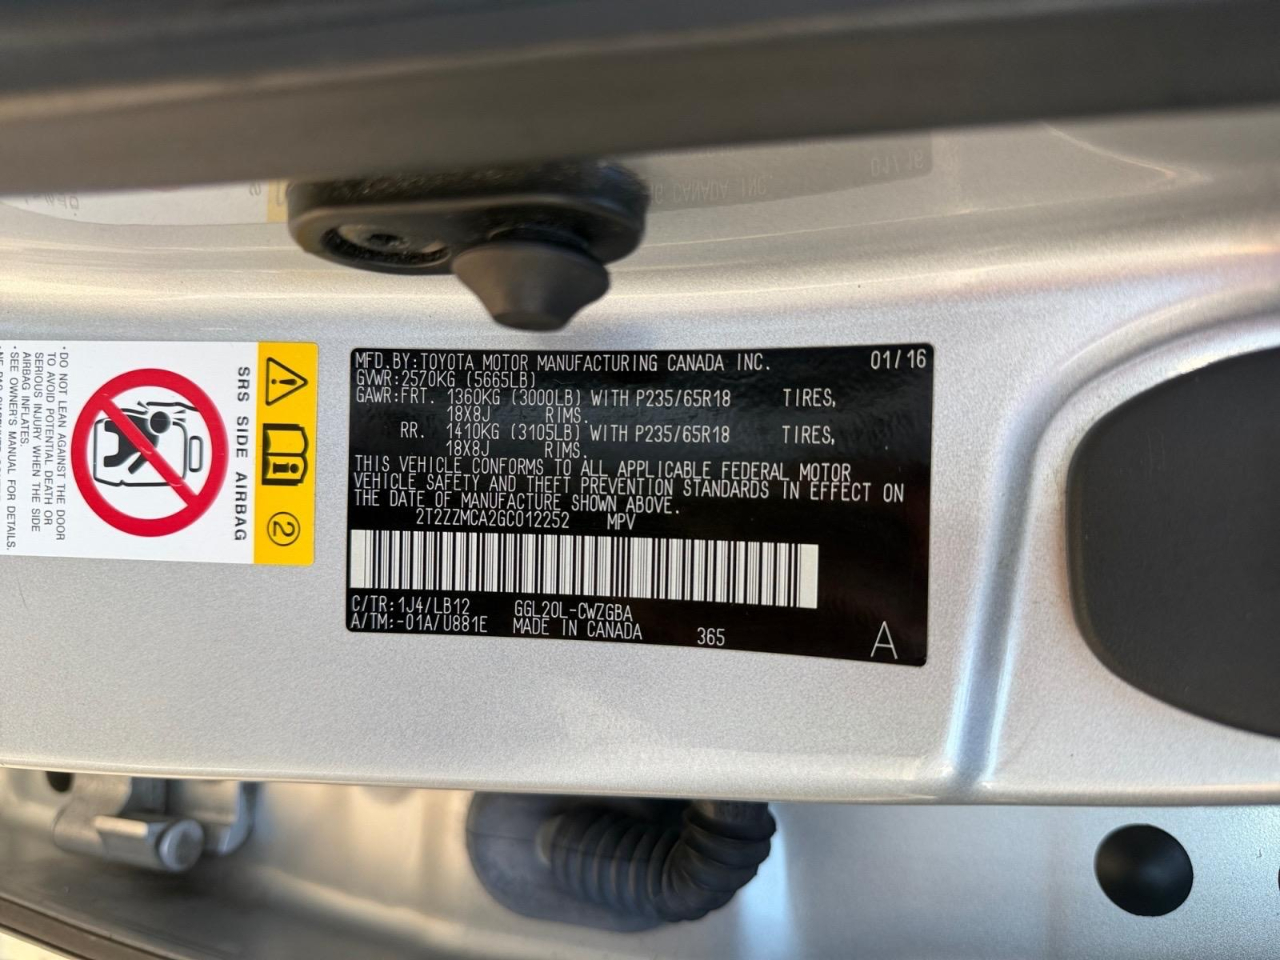 MFD.BY:TOYOTA MOTOR MANUFACTURING CANADA INC. 01/16
GVWR:2570KG (5665LB)
GAWR:FRT. 1360KG (3000LB) WITH P235/65R18 TIRES,
18X8J RIMS.
RR. 1410KG (3105LB) WITH P235/65R18 TIRES,
18X8J RIMS.
THIS VEHICLE CONFORMS TO ALL APPLICABLE FEDERAL MOTOR
VEHICLE SAFETY AND THEFT PREVENTION STANDARDS IN EFFECT ON
THE DATE OF MANUFACTURE SHOWN ABOVE.
2T2ZZMCA2GC012252 MPV
C/TR:1J4/LB12 GGL20L-CWZGBA
A/TM:-01A/U881E MADE IN CANADA 365
A
2
SRS SIDE AIRBAG
•DO NOT LEAN AGAINST THE DOOR
TO AVOID POTENTIAL DEATH OR
SERIOUS INJURY WHEN THE SIDE
AIRBAG INFLATES.
•SEE OWNER'S MANUAL FOR DETAILS.